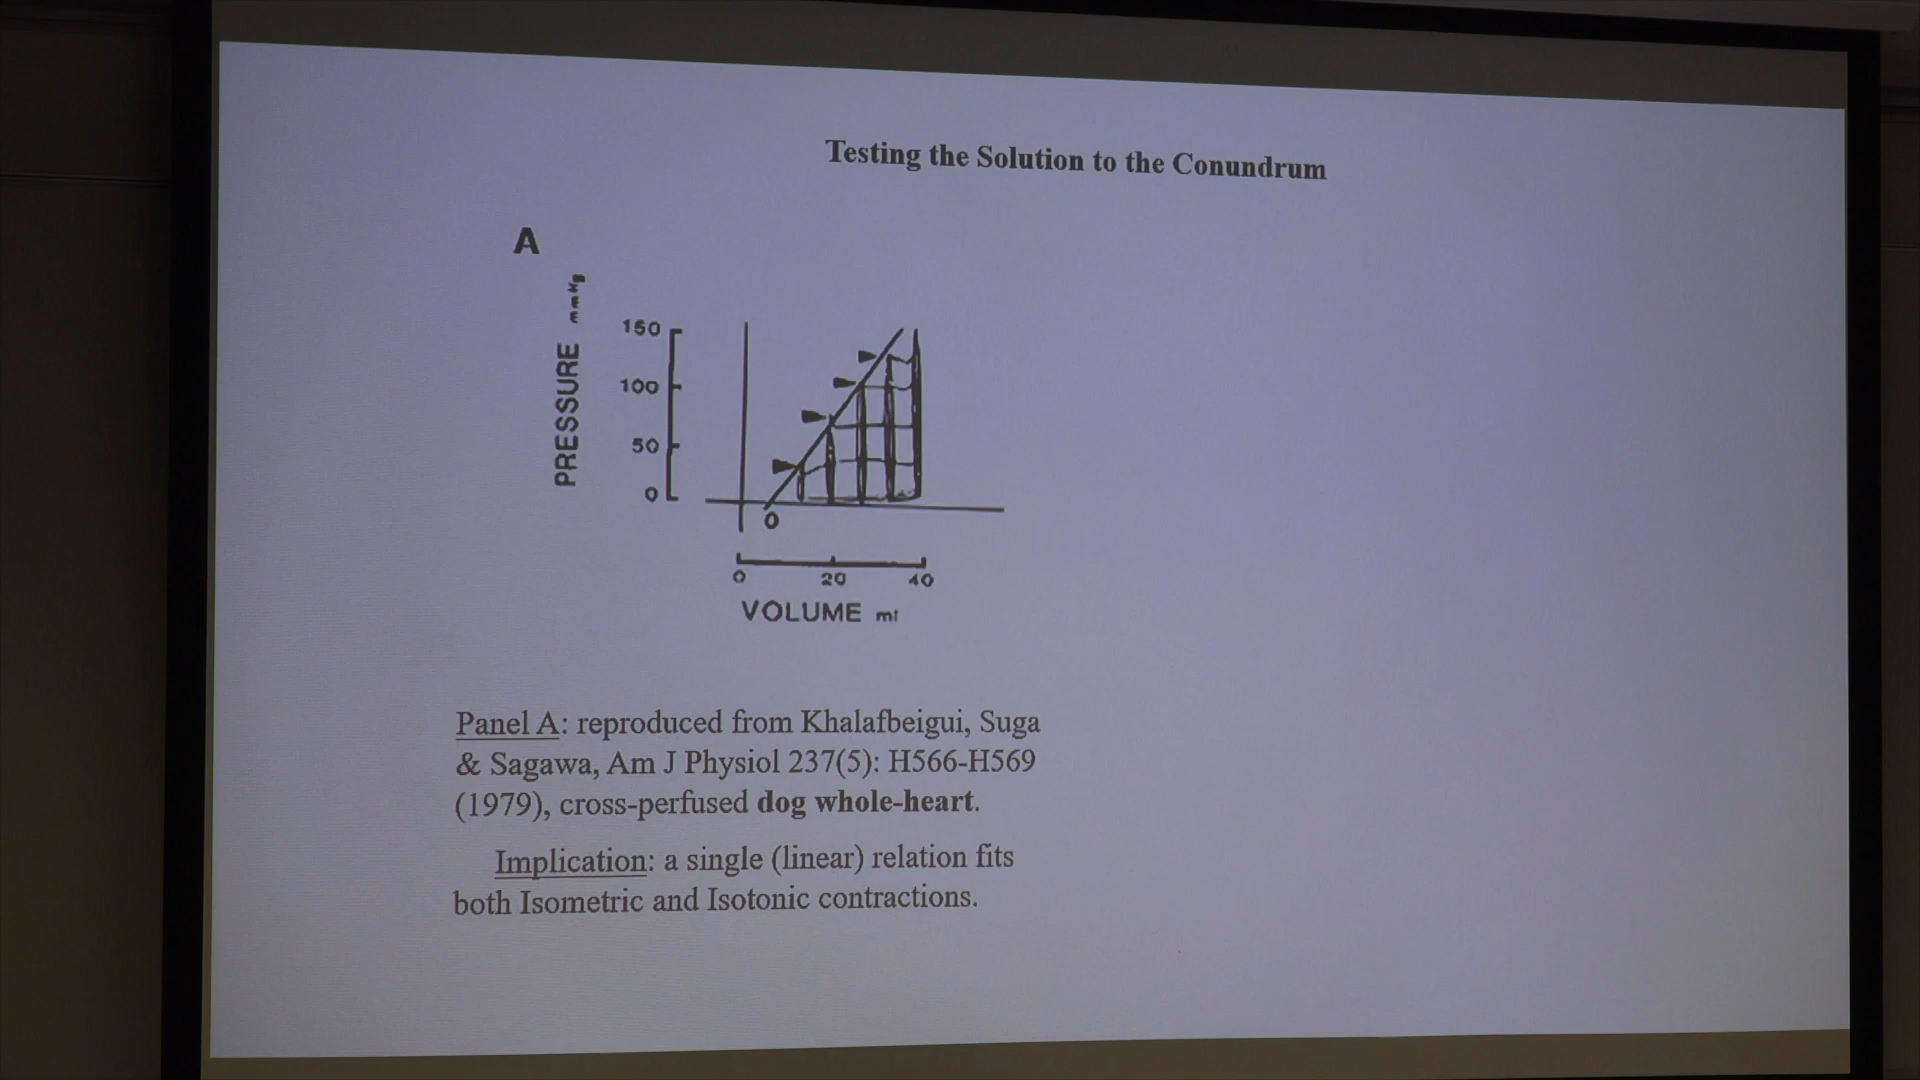 Testing the Solution to the Conundrum
A
PRESSURE mmHg
150
100
50
0
0
0 20 40
VOLUME ml
Panel A: reproduced from Khalafbeigui, Suga
& Sagawa, Am J Physiol 237(5): H566-H569
(1979), cross-perfused dog whole-heart.
Implication: a single (linear) relation fits
both Isometric and Isotonic contractions.